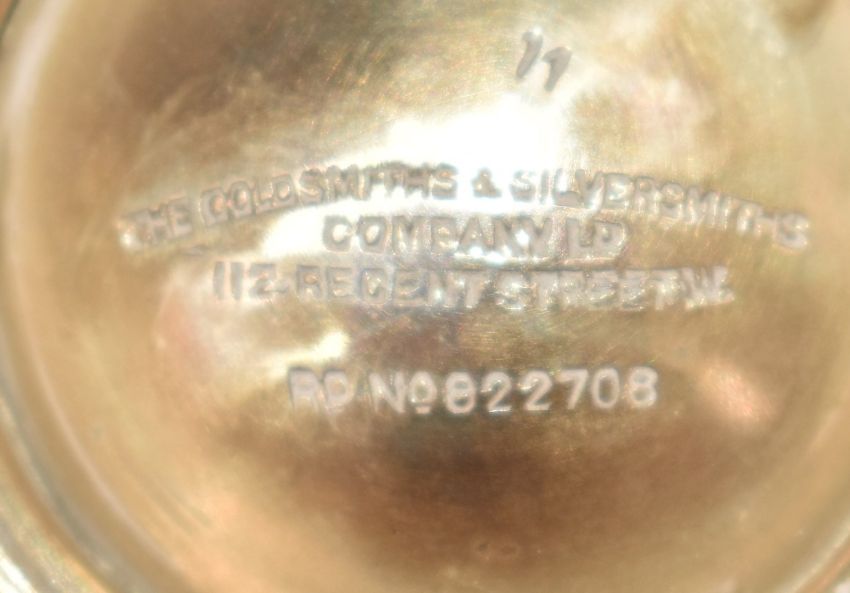 11
THE GOLDSMITHS & SILVERSMITHS
COMPANY LD
112 REGENT STREET W.
RD No 822708